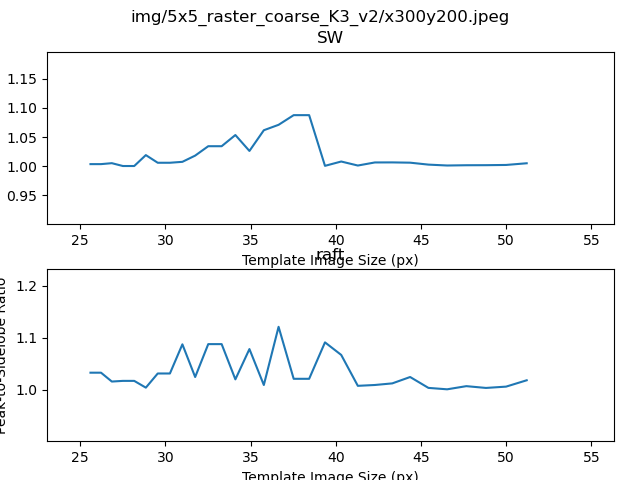 img/5x5_raster_coarse_K3_v2/x300y200.jpeg
SW
1.15
1.10
1.05
1.00
0.95
25 30 35 40 45 50 55
Template Image Size (px)
raft
Peak-to-Sidelobe Ratio
1.2
1.1
1.0
25 30 35 40 45 50 55
Template Image Size (px)